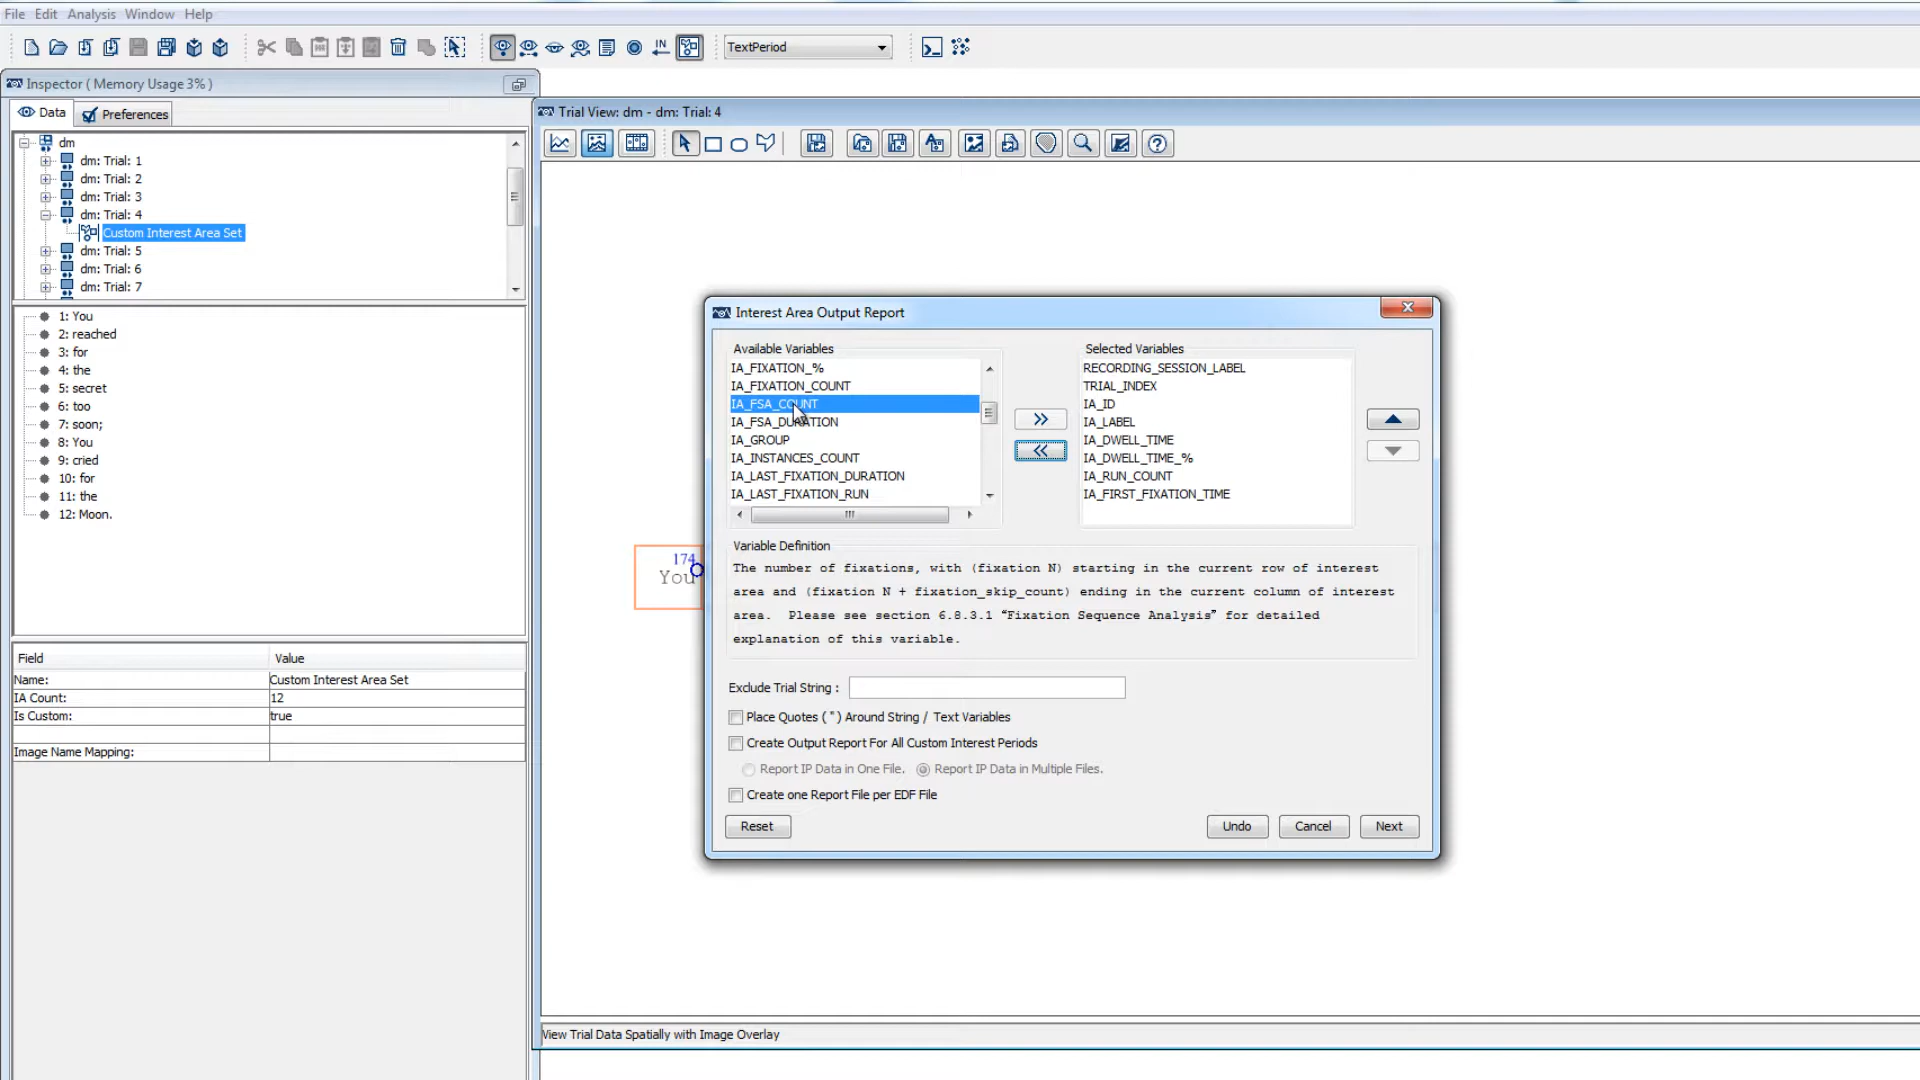 File Edit Analysis Window Help
IN
TextPeriod
Inspector ( Memory Usage 3% )
Data
Preferences
dm
dm: Trial: 1
dm: Trial: 2
dm: Trial: 3
dm: Trial: 4
Custom Interest Area Set
dm: Trial: 5
dm: Trial: 6
dm: Trial: 7
1: You
2: reached
3: for
4: the
5: secret
6: too
7: soon;
8: You
9: cried
10: for
11: the
12: Moon.
Field Value
Name: Custom Interest Area Set
IA Count: 12
Is Custom: true
Image Name Mapping:
Trial View: dm - dm: Trial: 4
174
You
Interest Area Output Report
Available Variables
IA_FIXATION_%
IA_FIXATION_COUNT
IA_FSA_COUNT
IA_FSA_DURATION
IA_GROUP
IA_INSTANCES_COUNT
IA_LAST_FIXATION_DURATION
IA_LAST_FIXATION_RUN
Selected Variables
RECORDING_SESSION_LABEL
TRIAL_INDEX
IA_ID
IA_LABEL
IA_DWELL_TIME
IA_DWELL_TIME_%
IA_RUN_COUNT
IA_FIRST_FIXATION_TIME
Variable Definition
The number of fixations, with (fixation N) starting in the current row of interest
area and (fixation N + fixation_skip_count) ending in the current column of interest
area. Please see section 6.8.3.1 “Fixation Sequence Analysis” for detailed
explanation of this variable.
Exclude Trial String :
Place Quotes ( " ) Around String / Text Variables
Create Output Report For All Custom Interest Periods
Report IP Data in One File. Report IP Data in Multiple Files.
Create one Report File per EDF File
Reset Undo Cancel Next
View Trial Data Spatially with Image Overlay